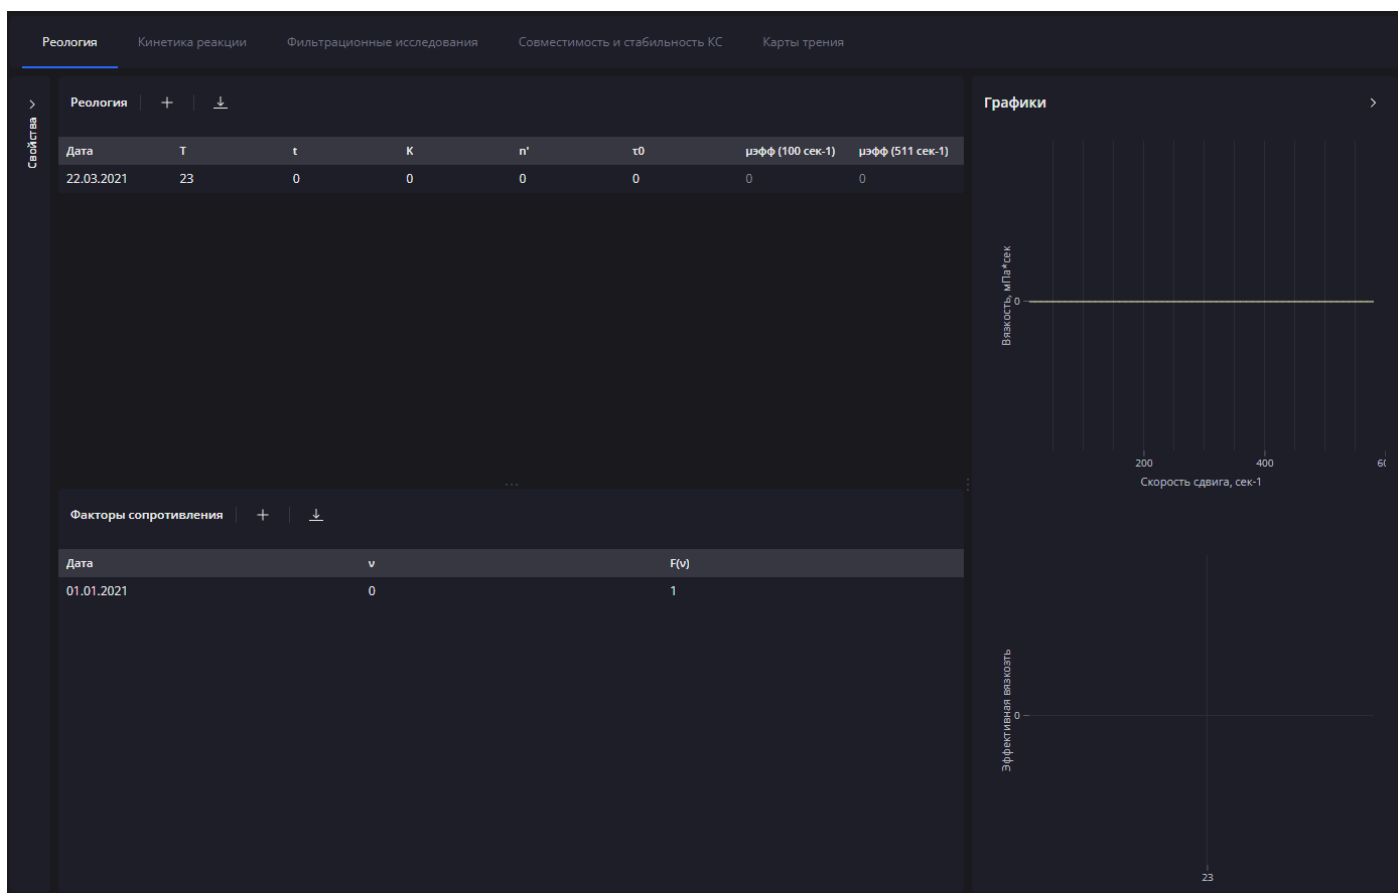 Реология Кинетика реакции Фильтрационные исследования Совместимость и стабильность КС Карты трения
Свойства
Реология
Дата T t K n' τ0 μэфф (100 сек-1) μэфф (511 сек-1)
22.03.2021 23 0 0 0 0 0 0
Факторы сопротивления
Дата ν F(ν)
01.01.2021 0 1
Графики
Вязкость, мПа*сек
0
200 400 60
Скорость сдвига, сек-1
Эффективная вязкозть
0
23